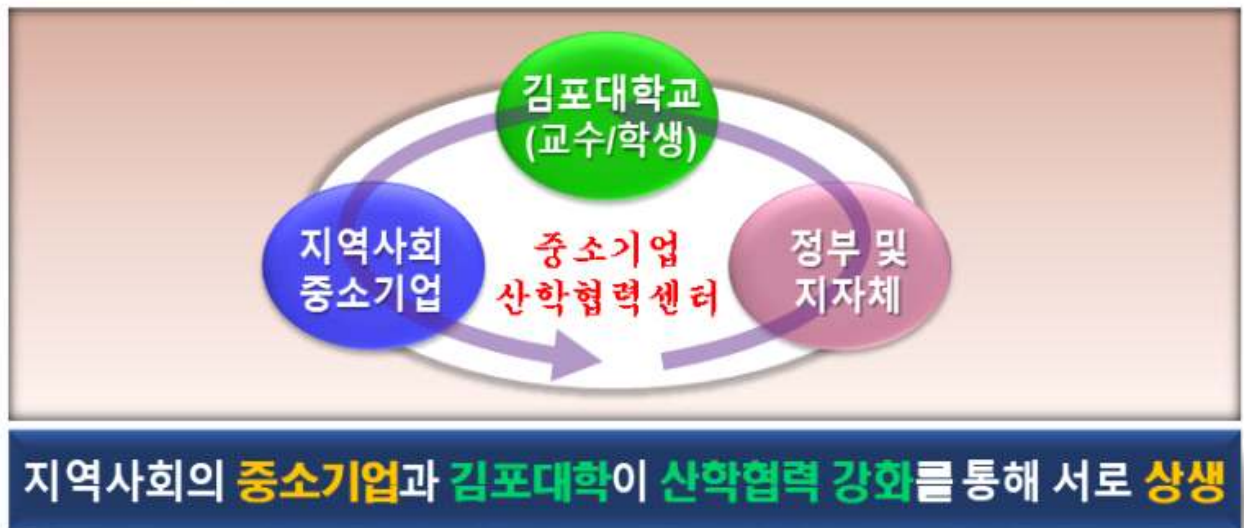 김포대학교
(교수/학생)
지역사회
중소기업
중소기업
산학협력센터
정부 및
지자체
지역사회의 중소기업과 김포대학이 산학협력 강화를 통해 서로 상생